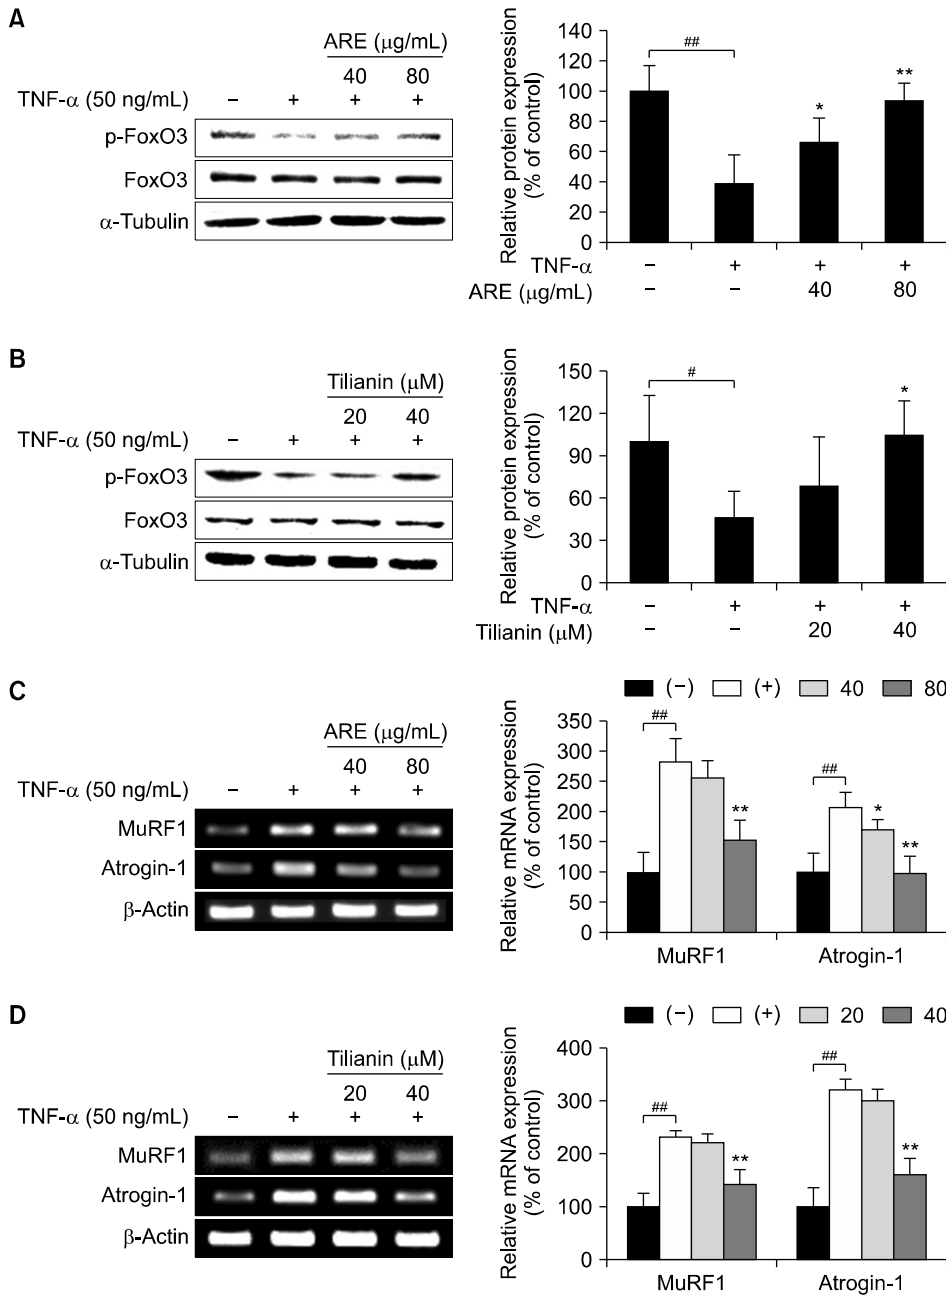 A
ARE (μg/mL)
40 80
TNF-α (50 ng/mL) – + + +
p-FoxO3
FoxO3
α-Tubulin
Relative protein expression
(% of control)
140
120
100
80
60
40
20
0
##
*
**
TNF-α – + + +
ARE (μg/mL) – – 40 80
B
Tilianin (μM)
20 40
TNF-α (50 ng/mL) – + + +
p-FoxO3
FoxO3
α-Tubulin
Relative protein expression
(% of control)
150
120
90
60
30
0
#
*
TNF-α – + + +
Tilianin (μM) – – 20 40
C
ARE (μg/mL)
40 80
TNF-α (50 ng/mL) – + + +
MuRF1
Atrogin-1
β-Actin
(–) (+) 40 80
Relative mRNA expression
(% of control)
350
300
250
200
150
100
50
0
##
**
##
*
**
MuRF1 Atrogin-1
D
Tilianin (μM)
20 40
TNF-α (50 ng/mL) – + + +
MuRF1
Atrogin-1
β-Actin
(–) (+) 20 40
Relative mRNA expression
(% of control)
400
300
200
100
0
##
**
##
**
MuRF1 Atrogin-1